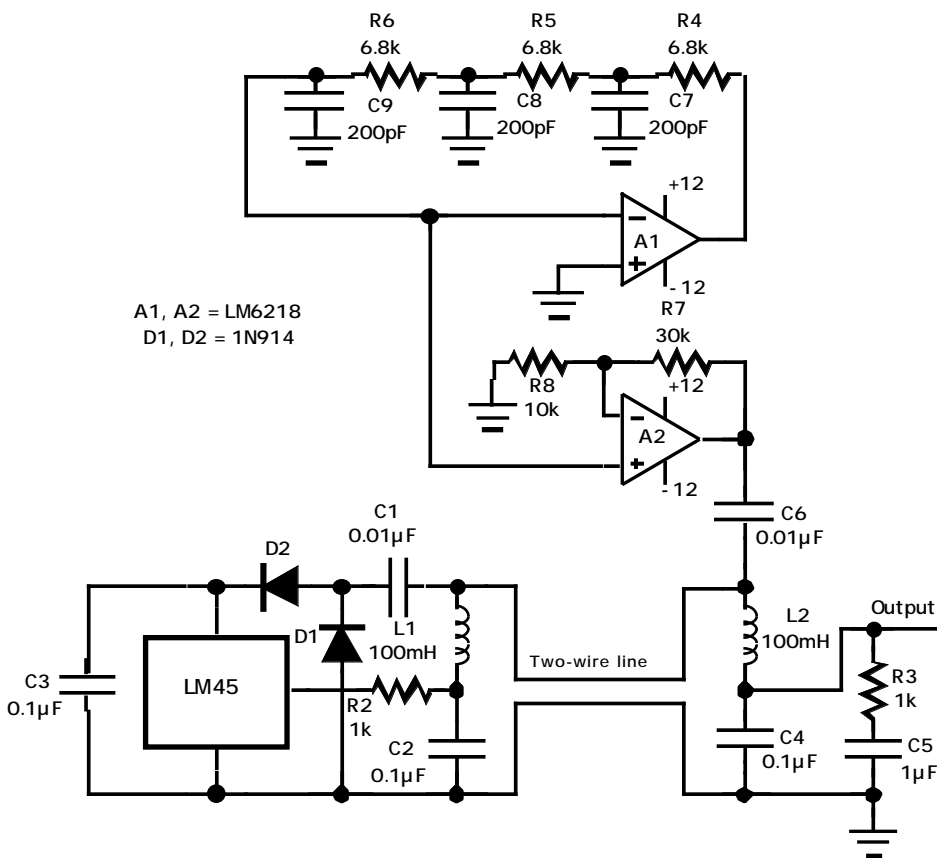 R6
6.8k
R5
6.8k
R4
6.8k
C9
200pF
C8
200pF
C7
200pF
+12
A1
-12
A1, A2 = LM6218
D1, D2 = 1N914
R7
30k
R8
10k
+12
A2
-12
C6
0.01µF
C1
0.01µF
D2
D1
L1
100mH
L2
100mH
Output
Two-wire line
LM45
C3
0.1µF
R2
1k
R3
1k
C2
0.1µF
C4
0.1µF
C5
1µF